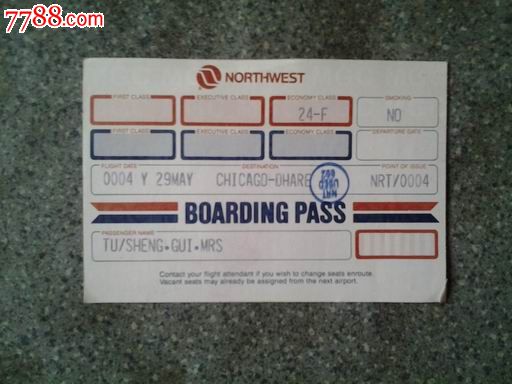 7788.com
NORTHWEST
FIRST CLASS EXECUTIVE CLASS ECONOMY CLASS SMOKING
24-F NO
FIRST CLASS EXECUTIVE CLASS ECONOMY CLASS DEPARTURE GATE
FLIGHT DATE DESTINATION POINT OF ISSUE
0004 Y 29MAY CHICAGO-OHARE NRT/0004
BOARDING PASS
PASSENGER NAME
TU/SHENG.GUI.MRS
Contact your flight attendant if you wish to change seats enroute.
Vacant seats may already be assigned from the next airport.